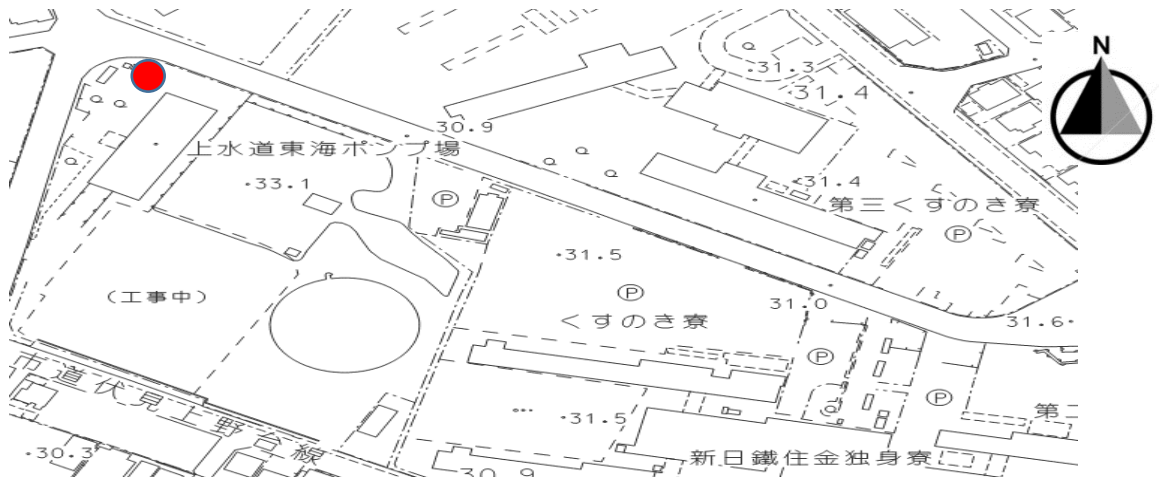 N
31.3
31.4
30.9
上水道東海ポンプ場
33.1
P
31.4
第三くすのき寮
P
31.5
(工事中)
P
31.0
くすのき寮
31.6
P
市道伏見上野台線
P
31.5
第二
30.3
新日鐵住金独身寮
30.9